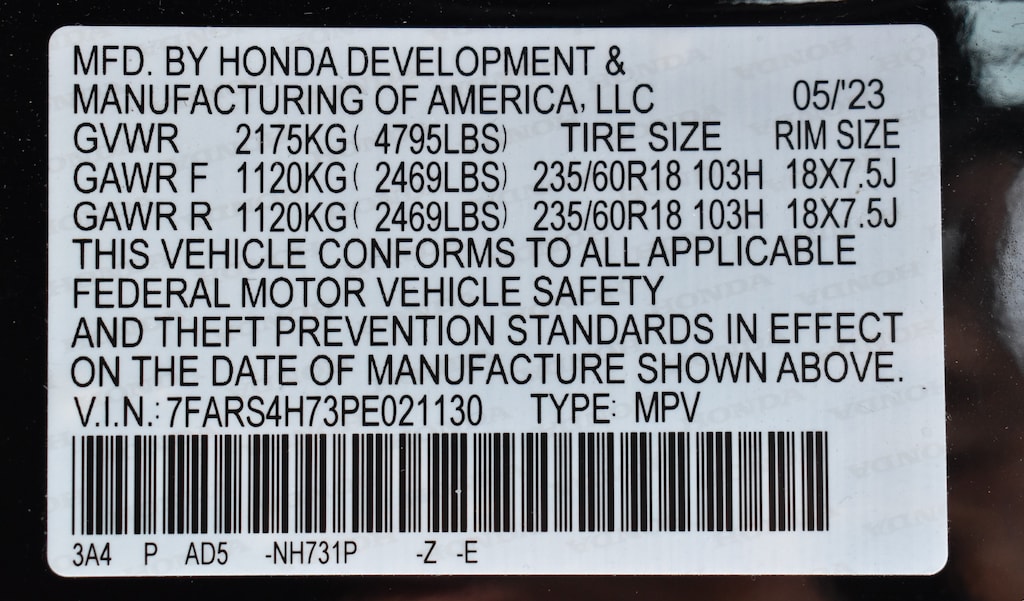 MFD. BY HONDA DEVELOPMENT &
MANUFACTURING OF AMERICA, LLC 05/'23
GVWR 2175KG( 4795LBS) TIRE SIZE RIM SIZE
GAWR F 1120KG( 2469LBS) 235/60R18 103H 18X7.5J
GAWR R 1120KG( 2469LBS) 235/60R18 103H 18X7.5J
THIS VEHICLE CONFORMS TO ALL APPLICABLE
FEDERAL MOTOR VEHICLE SAFETY
AND THEFT PREVENTION STANDARDS IN EFFECT
ON THE DATE OF MANUFACTURE SHOWN ABOVE.
V.I.N.: 7FARS4H73PE021130 TYPE: MPV
3A4 P AD5 -NH731P -Z -E